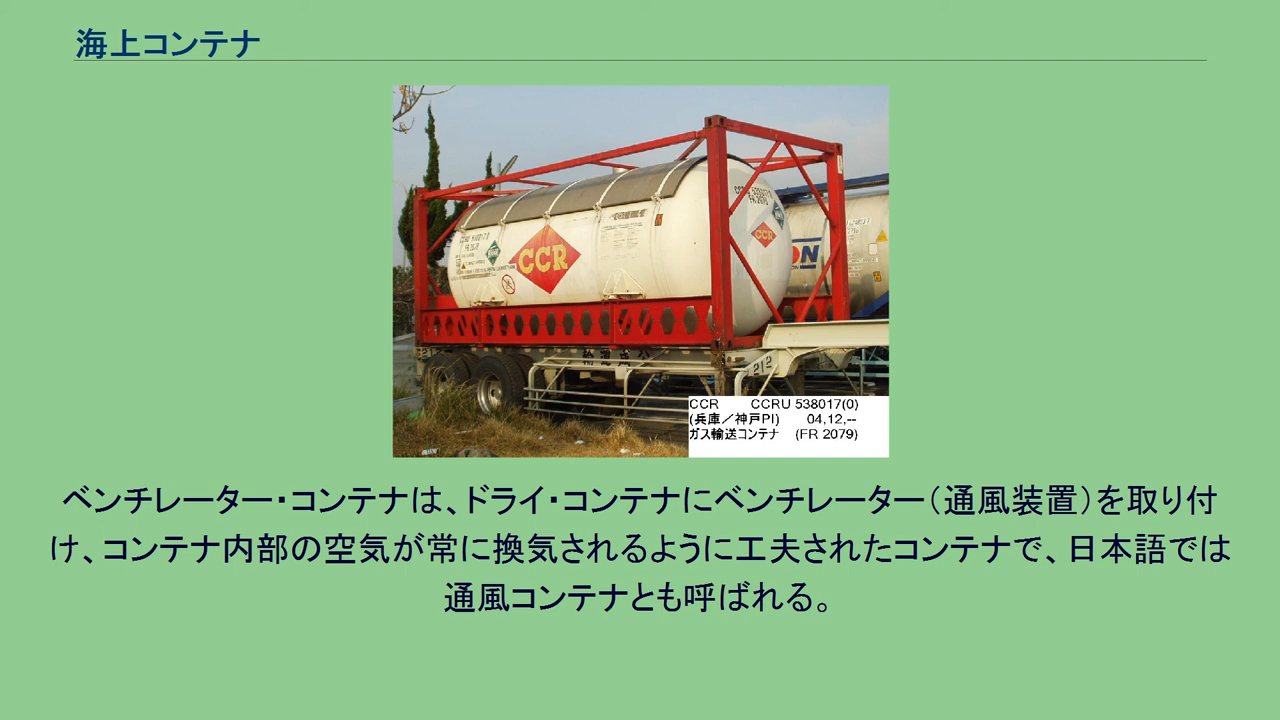 海上コンテナ
CCR
CCR
ON
212
CCR CCRU 538017(0)
(兵庫／神戸PI) 04,12,--
ガス輸送コンテナ (FR 2079)
ベンチレーター・コンテナは、ドライ・コンテナにベンチレーター（通風装置）を取り付
け、コンテナ内部の空気が常に換気されるように工夫されたコンテナで、日本語では
通風コンテナとも呼ばれる。